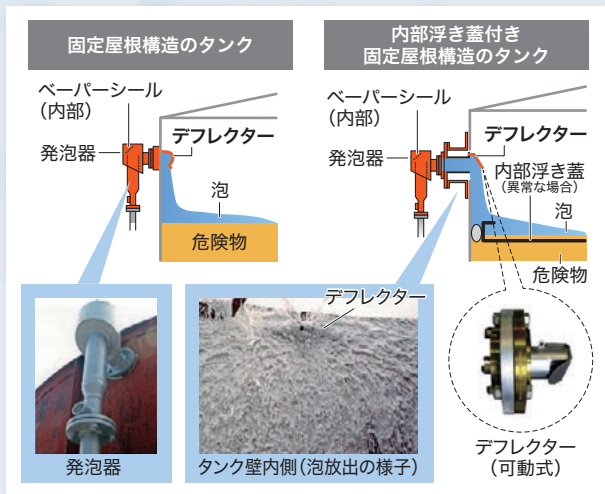 固定屋根構造のタンク
内部浮き蓋付き
固定屋根構造のタンク
ベーパーシール
(内部)
デフレクター
発泡器
泡
危険物
ベーパーシール
(内部)
デフレクター
発泡器
内部浮き蓋
(異常な場合)
泡
危険物
デフレクター
発泡器
タンク壁内側(泡放出の様子)
デフレクター
(可動式)